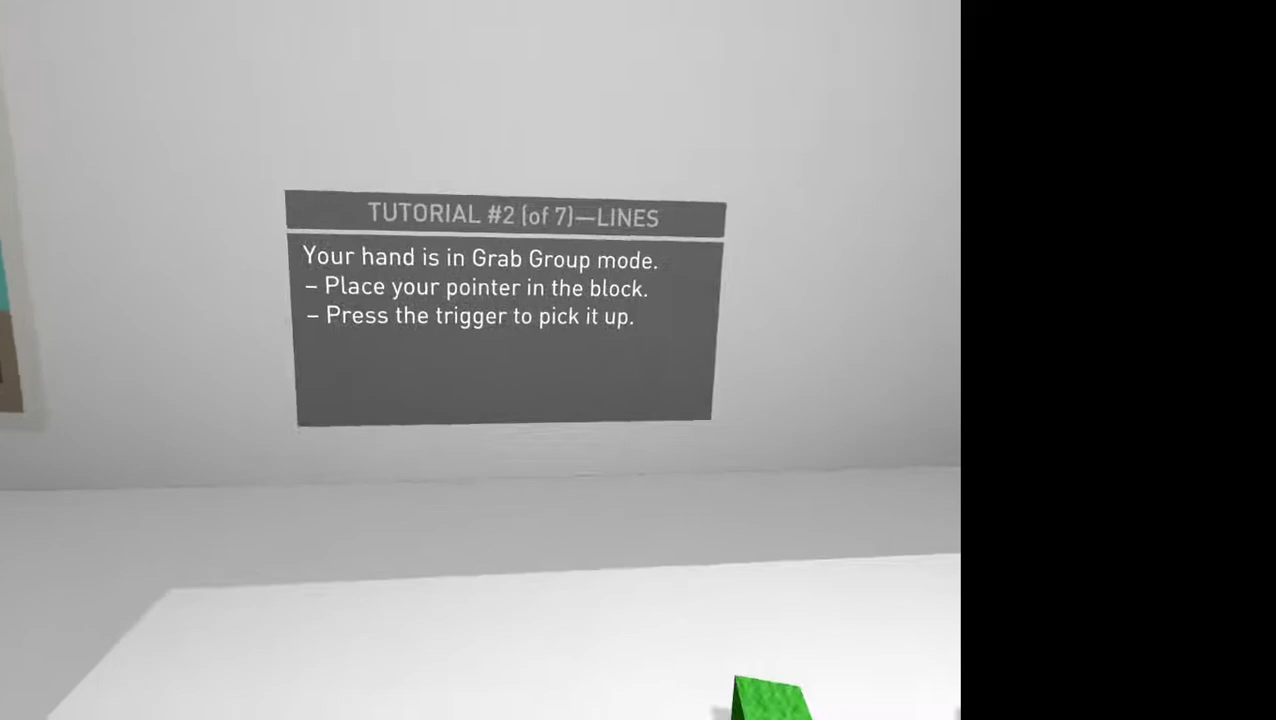 TUTORIAL #2 (of 7)—LINES
Your hand is in Grab Group mode.
– Place your pointer in the block.
– Press the trigger to pick it up.